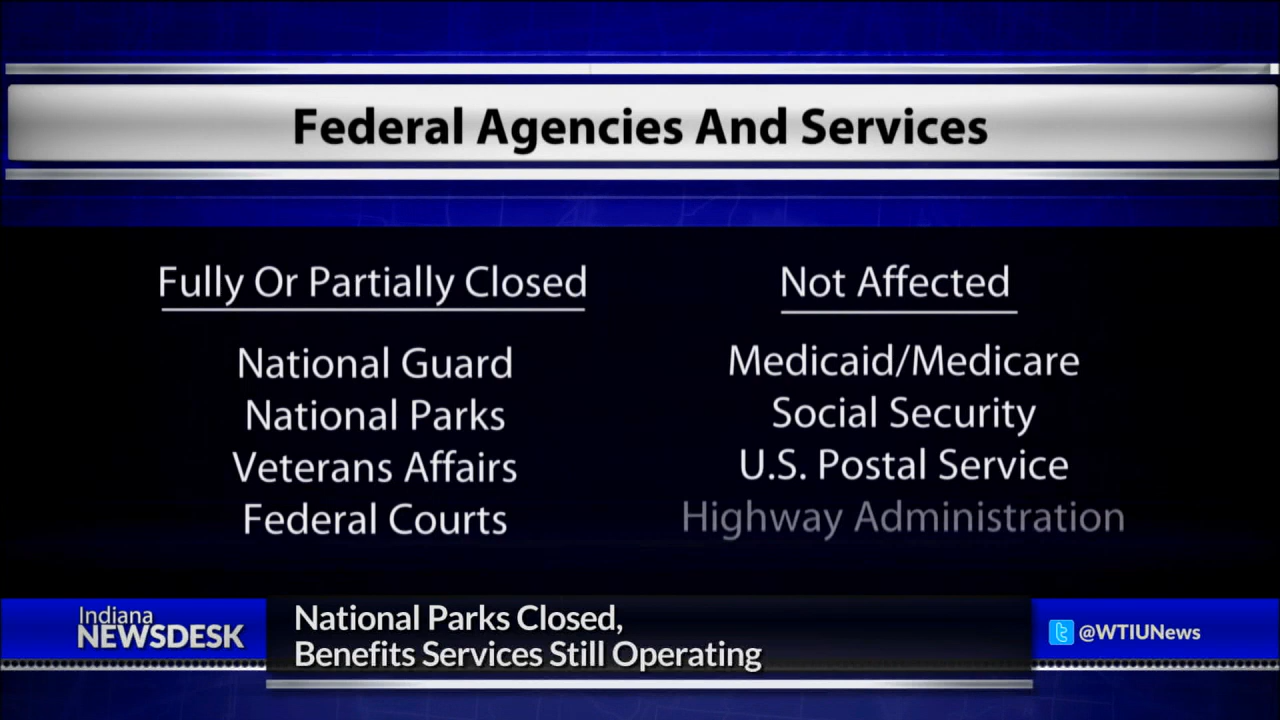 Federal Agencies And Services
Fully Or Partially Closed
National Guard
National Parks
Veterans Affairs
Federal Courts
Not Affected
Medicaid/Medicare
Social Security
U.S. Postal Service
Highway Administration
Indiana
NEWSDESK
National Parks Closed,
Benefits Services Still Operating
@WTIUNews